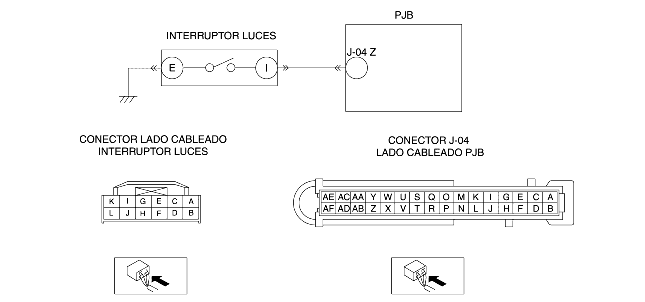 PJB
INTERRUPTOR LUCES
J-04 Z
E
I
CONECTOR LADO CABLEADO
INTERRUPTOR LUCES
CONECTOR J-04
LADO CABLEADO PJB
K I G E C A
L J H F D B
AE AC AA Y W U S Q O M K I G E C A
AF AD AB Z X V T R P N L J H F D B